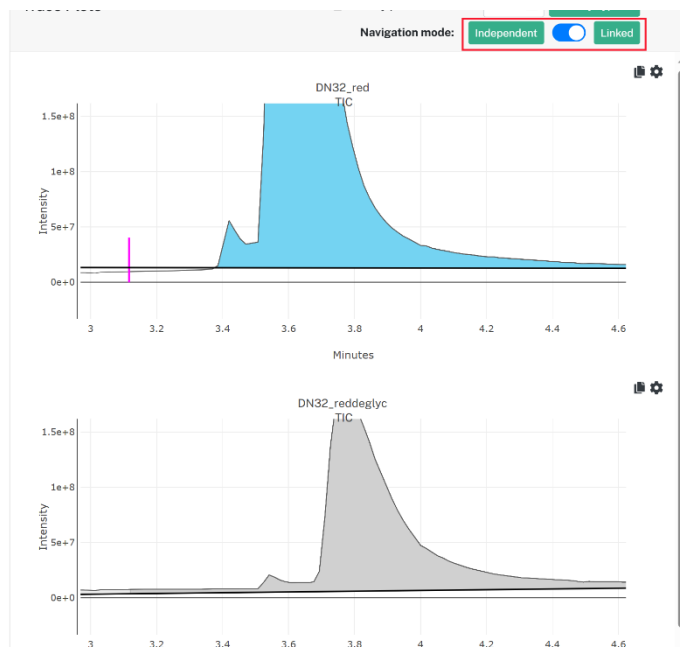 Navigation mode: Independent Linked
DN32_red
TIC
1.5e+8
1e+8
5e+7
0e+0
Intensity
3 3.2 3.4 3.6 3.8 4 4.2 4.4 4.6
Minutes
DN32_reddeglyc
TIC
1.5e+8
1e+8
5e+7
0e+0
Intensity
3 3.2 3.4 3.6 3.8 4 4.2 4.4 4.6